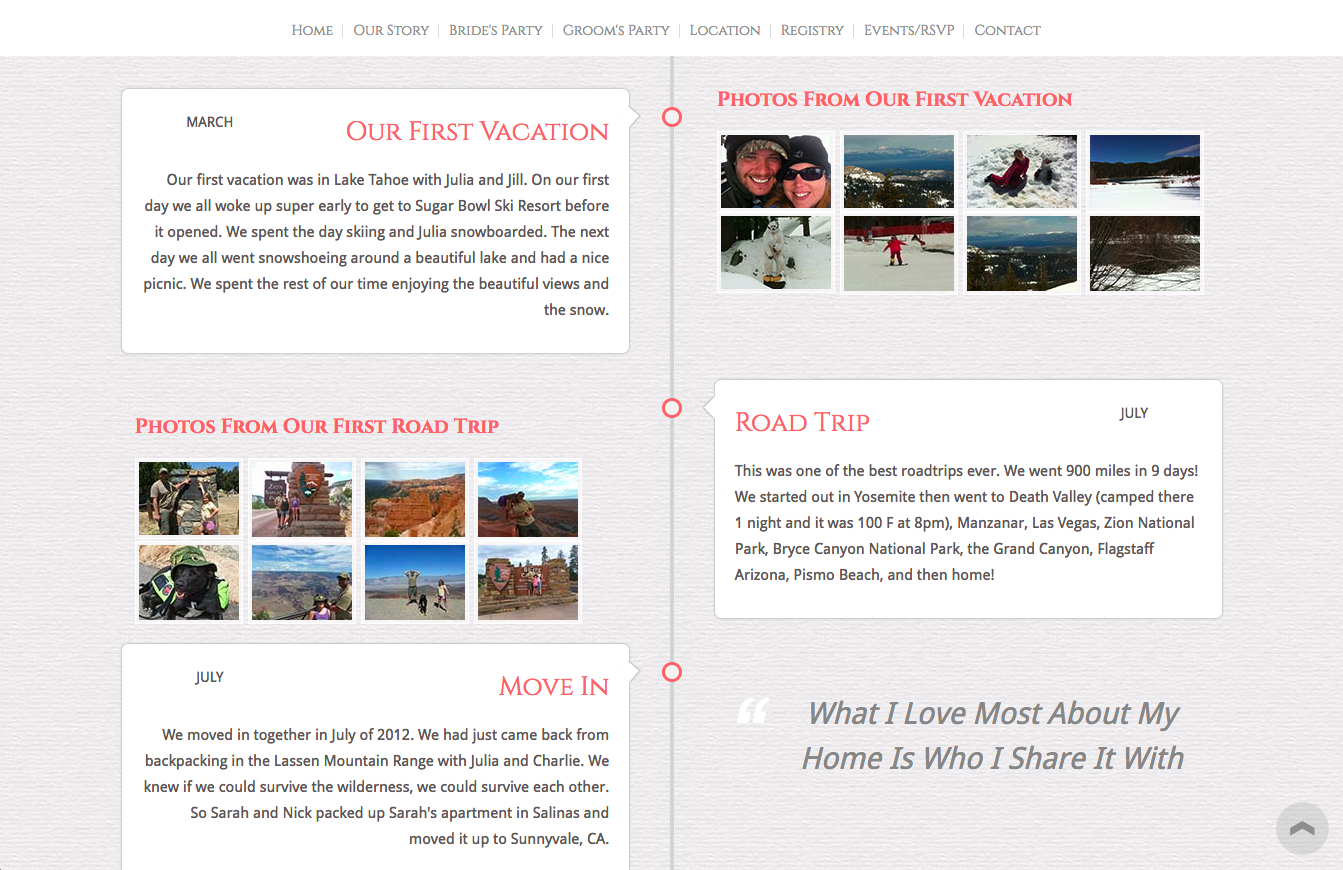 Home Our Story Bride's Party Groom's Party Location Registry Events/RSVP Contact
MARCH
Our First Vacation
Our first vacation was in Lake Tahoe with Julia and Jill. On our first
day we all woke up super early to get to Sugar Bowl Ski Resort before
it opened. We spent the day skiing and Julia snowboarded. The next
day we all went snowshoeing around a beautiful lake and had a nice
picnic. We spent the rest of our time enjoying the beautiful views and
the snow.
Photos From Our First Vacation
Photos From Our First Road Trip
Road Trip
JULY
This was one of the best roadtrips ever. We went 900 miles in 9 days!
We started out in Yosemite then went to Death Valley (camped there
1 night and it was 100 F at 8pm), Manzanar, Las Vegas, Zion National
Park, Bryce Canyon National Park, the Grand Canyon, Flagstaff
Arizona, Pismo Beach, and then home!
JULY
Move In
We moved in together in July of 2012. We had just came back from
backpacking in the Lassen Mountain Range with Julia and Charlie. We
knew if we could survive the wilderness, we could survive each other.
So Sarah and Nick packed up Sarah's apartment in Salinas and
moved it up to Sunnyvale, CA.
“ What I Love Most About My
Home Is Who I Share It With